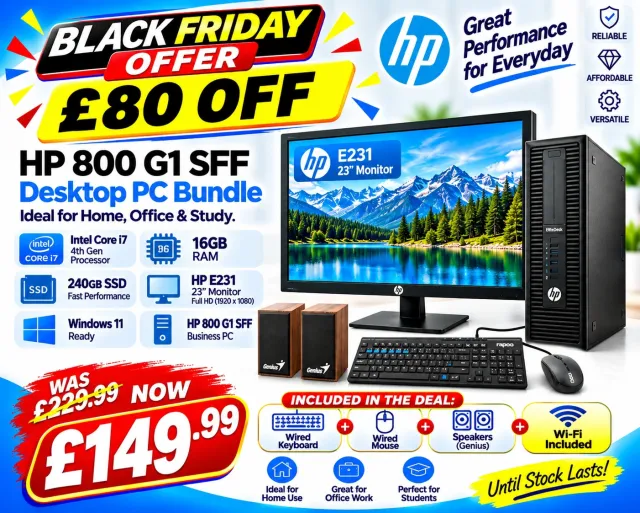 BLACK FRIDAY
OFFER
£80 OFF
hp
Great
Performance
for Everyday
RELIABLE
AFFORDABLE
VERSATILE
HP 800 G1 SFF
Desktop PC Bundle
Ideal for Home, Office & Study.
intel
CORE i7
Intel Core i7
4th Gen
Processor
96
16GB
RAM
SSD
240GB SSD
Fast Performance
HP E231
23" Monitor
Full HD (1920 x 1080)
Windows 11
Ready
HP 800 G1 SFF
Business PC
hp
E231
23" Monitor
hp
EliteDesk
hp
Genius
Genius
rapoo
WAS
£229.99
NOW
£149.99
INCLUDED IN THE DEAL:
Wired
Keyboard
+
Wired
Mouse
+
Speakers
(Genius)
+
Wi-Fi
Included
Ideal for
Home Use
Great for
Office Work
Perfect for
Students
Until Stock Lasts!